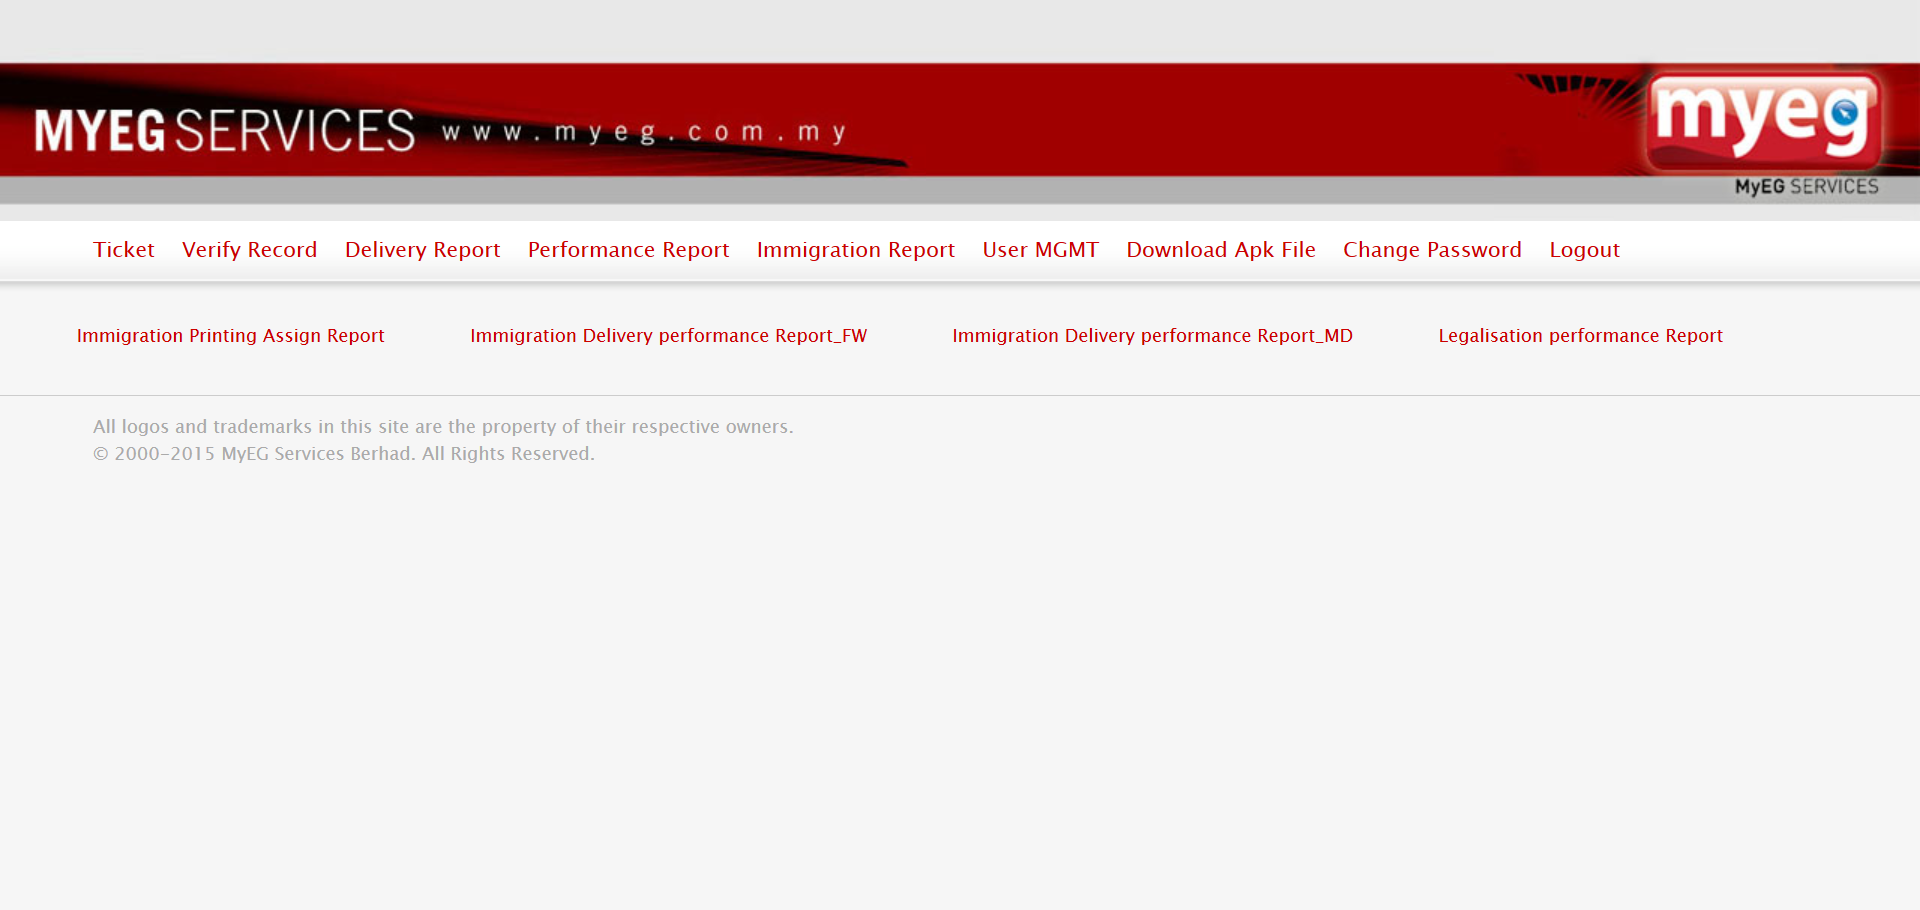 MYEG SERVICES www.myeg.com.my
myeg
MyEG SERVICES
Ticket Verify Record Delivery Report Performance Report Immigration Report User MGMT Download Apk File Change Password Logout
Immigration Printing Assign Report Immigration Delivery performance Report_FW Immigration Delivery performance Report_MD Legalisation performance Report
All logos and trademarks in this site are the property of their respective owners.
© 2000-2015 MyEG Services Berhad. All Rights Reserved.